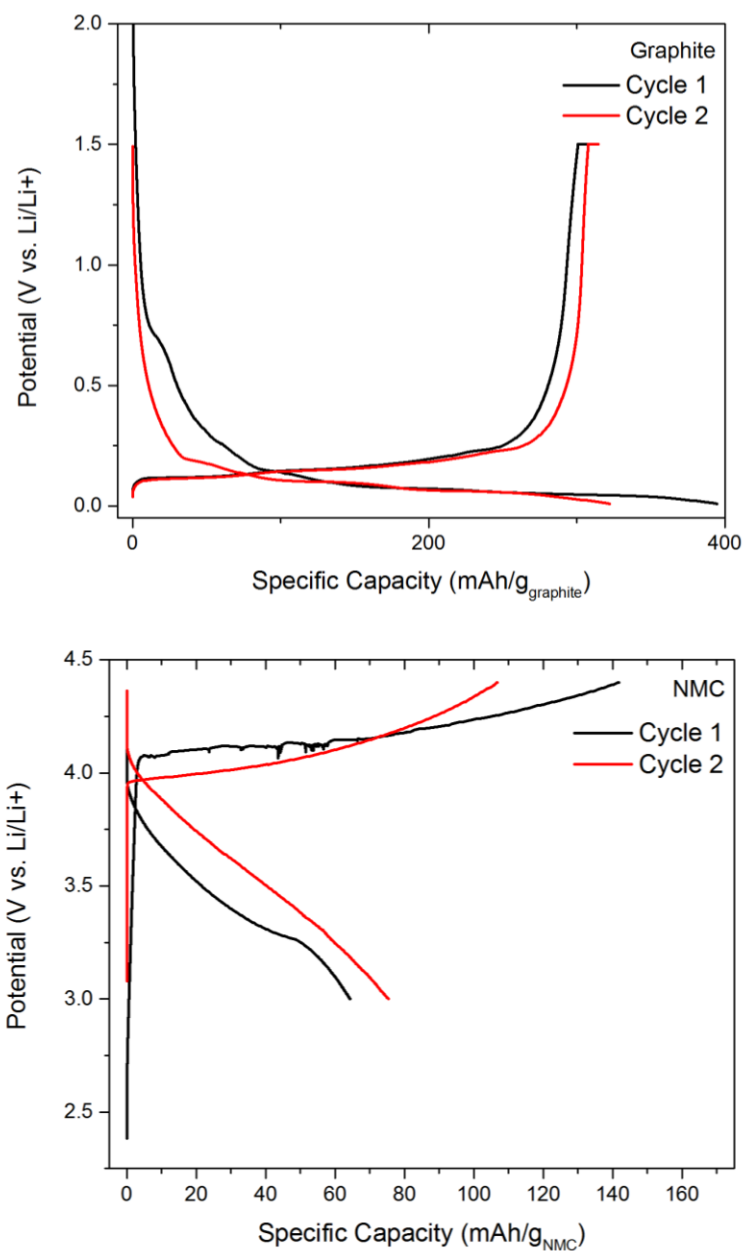 2.0
Graphite
Cycle 1
Cycle 2
1.5
1.0
0.5
0.0
Potential (V vs. Li/Li+)
0
200
400
Specific Capacity (mAh/ggraphite)
4.5
NMC
Cycle 1
Cycle 2
4.0
3.5
3.0
2.5
Potential (V vs. Li/Li+)
0 20 40 60 80 100 120 140 160
Specific Capacity (mAh/gNMC)